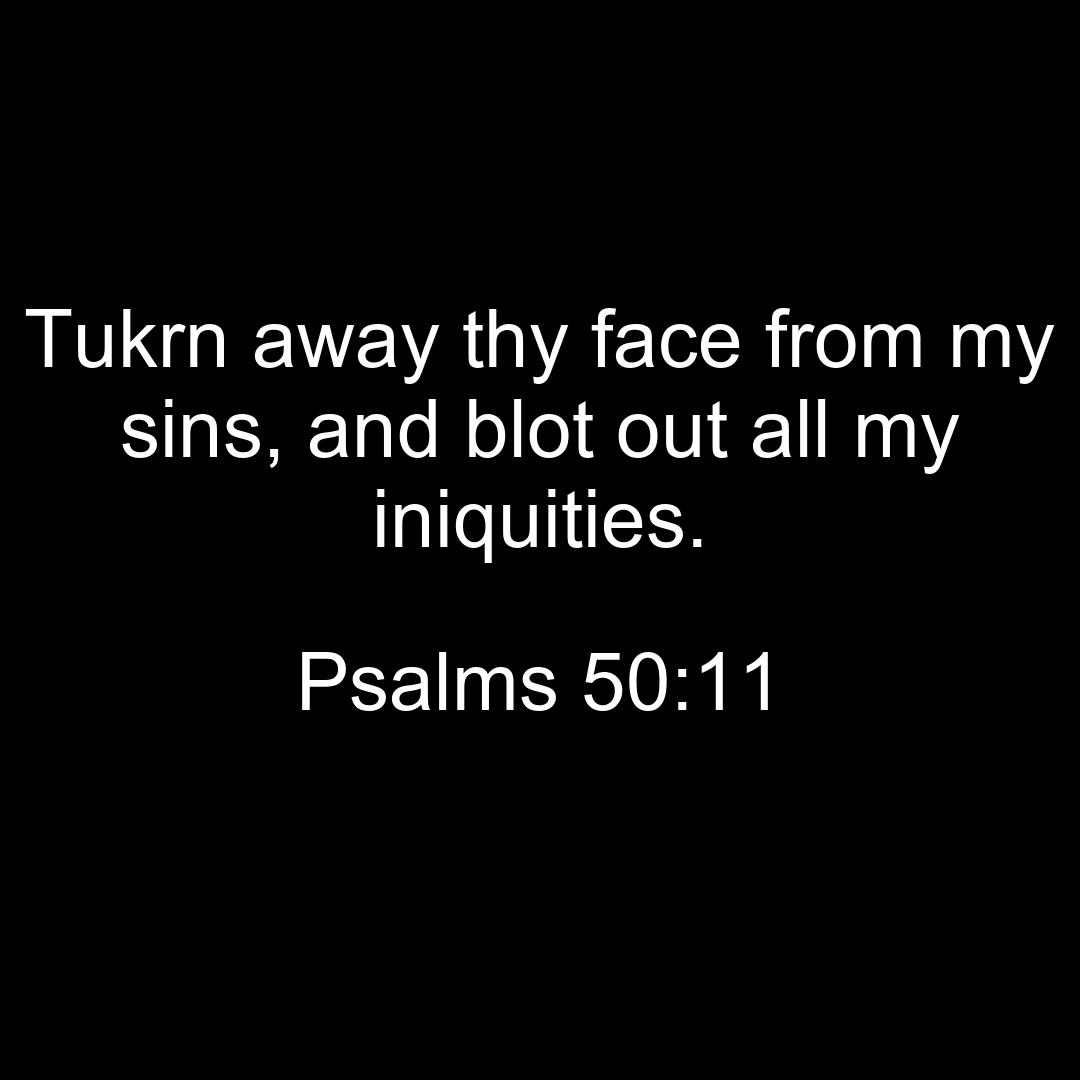 Tukrn away thy face from my
sins, and blot out all my
iniquities.
Psalms 50:11